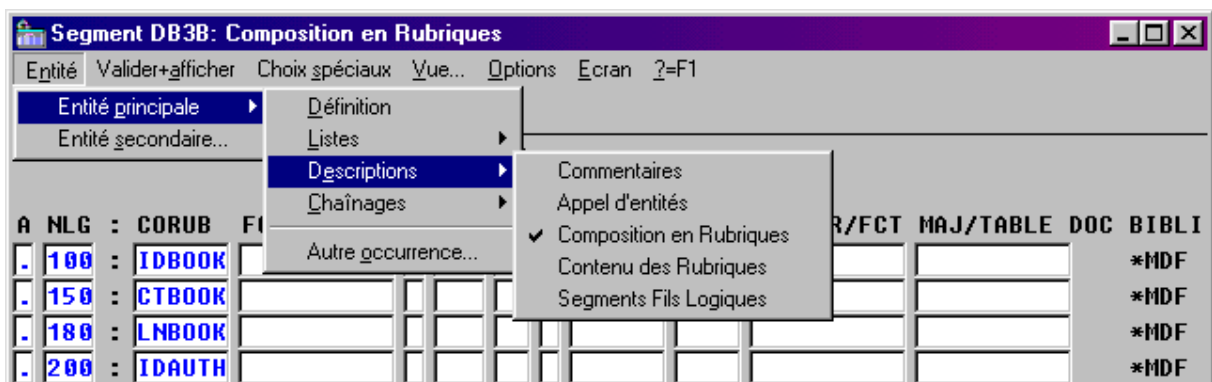 Segment DB3B: Composition en Rubriques
Entité Valider+afficher Choix spéciaux Vue... Options Ecran ?=F1
Entité principale
Entité secondaire...
Définition
Listes
Descriptions
Chaînages
Autre occurrence...
Commentaires
Appel d'entités
✔ Composition en Rubriques
Contenu des Rubriques
Segments Fils Logiques
A NLG : CORUB R/FCT MAJ/TABLE DOC BIBLI
. 100 : IDBOOK *MDF
. 150 : CTBOOK *MDF
. 180 : LNBOOK *MDF
. 200 : IDAUTH *MDF